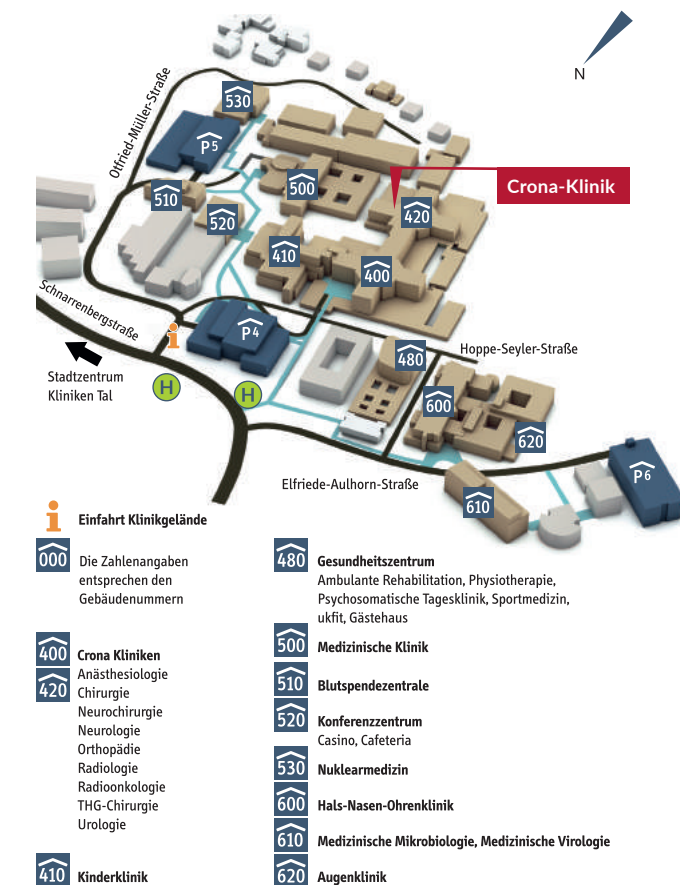 N
Otfried-Müller-Straße
530
P5
500
Crona-Klinik
510
420
520
410
400
Schnarrenbergstraße
i
P4
Hoppe-Seyler-Straße
480
Stadtzentrum
Kliniken Tal
H
H
600
620
P6
Elfriede-Aulhorn-Straße
610
i Einfahrt Klinikgelände
000 Die Zahlenangaben
entsprechen den
Gebäudenummern
400 Crona Kliniken
420 Anästhesiologie
Chirurgie
Neurochirurgie
Neurologie
Orthopädie
Radiologie
Radioonkologie
THG-Chirurgie
Urologie
410 Kinderklinik
480 Gesundheitszentrum
Ambulante Rehabilitation, Physiotherapie,
Psychosomatische Tagesklinik, Sportmedizin,
ukfit, Gästehaus
500 Medizinische Klinik
510 Blutspendezentrale
520 Konferenzzentrum
Casino, Cafeteria
530 Nuklearmedizin
600 Hals-Nasen-Ohrenklinik
610 Medizinische Mikrobiologie, Medizinische Virologie
620 Augenklinik